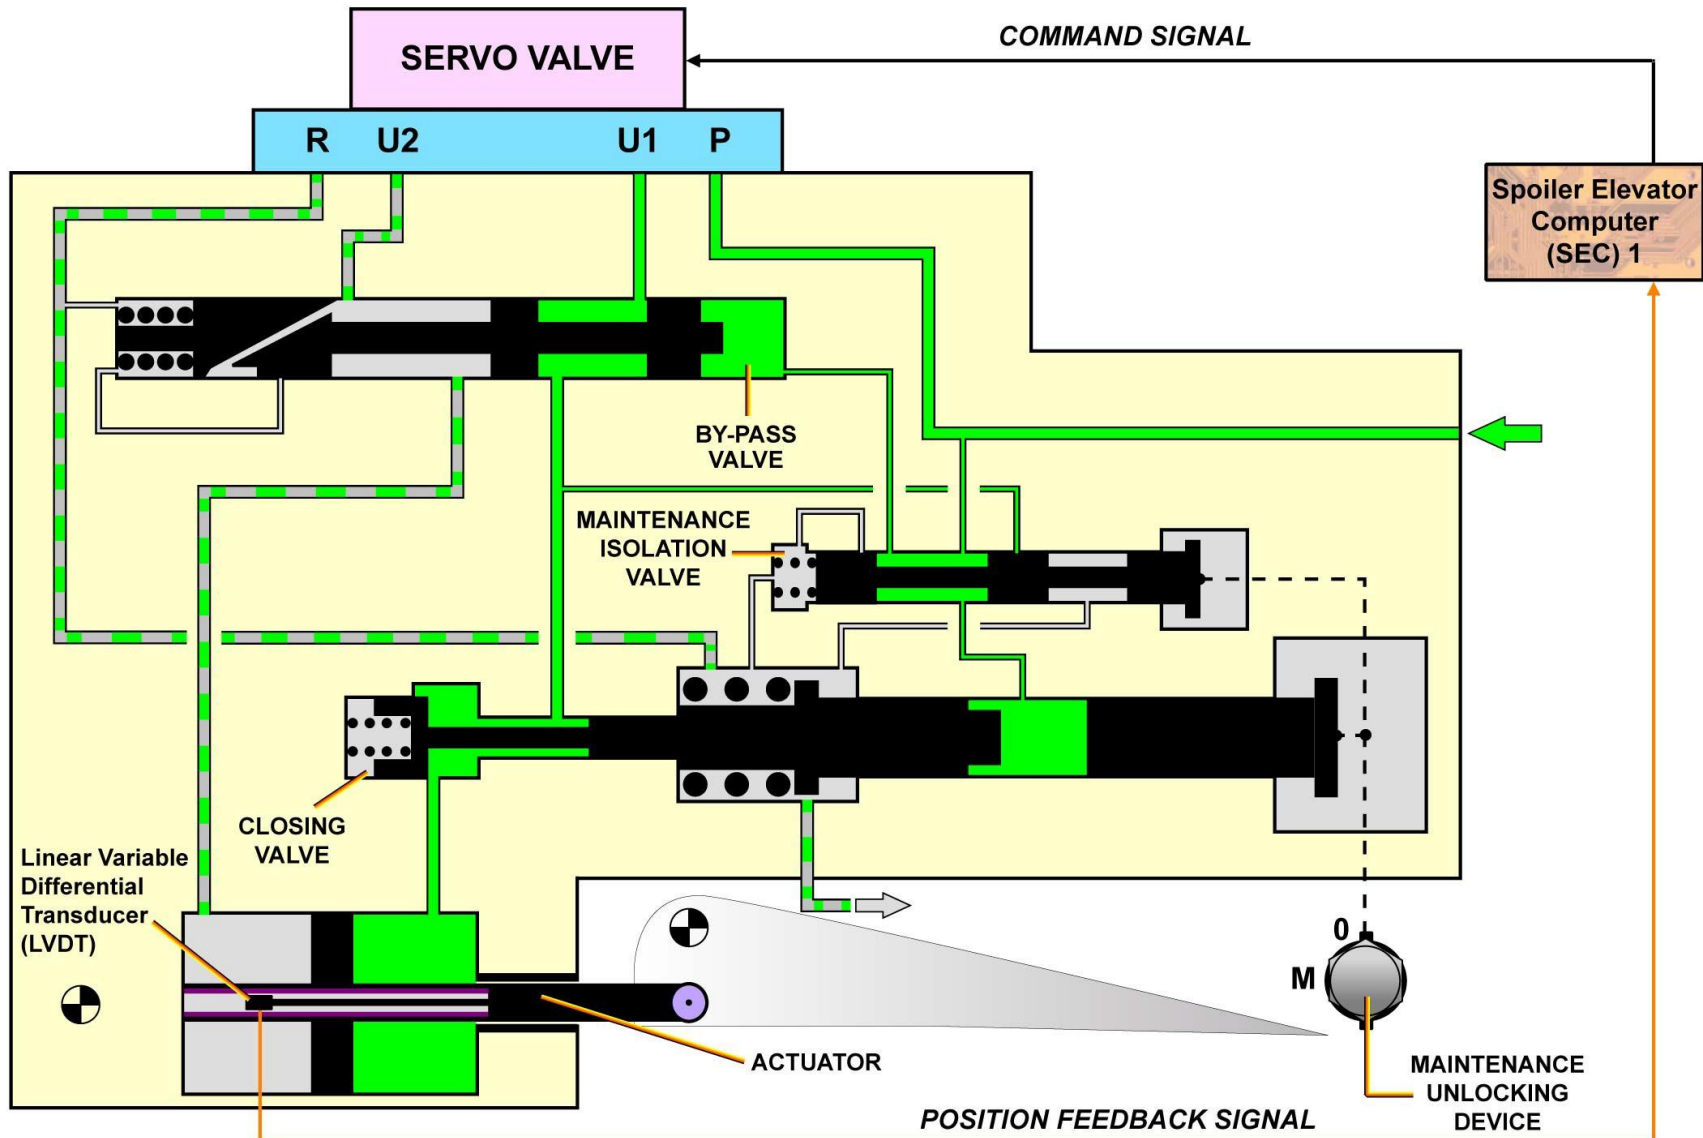 COMMAND SIGNAL
SERVO VALVE
R U2 U1 P
Spoiler Elevator
Computer
(SEC) 1
BY-PASS
VALVE
MAINTENANCE
ISOLATION
VALVE
CLOSING
VALVE
Linear Variable
Differential
Transducer
(LVDT)
0
M
ACTUATOR
MAINTENANCE
UNLOCKING
DEVICE
POSITION FEEDBACK SIGNAL